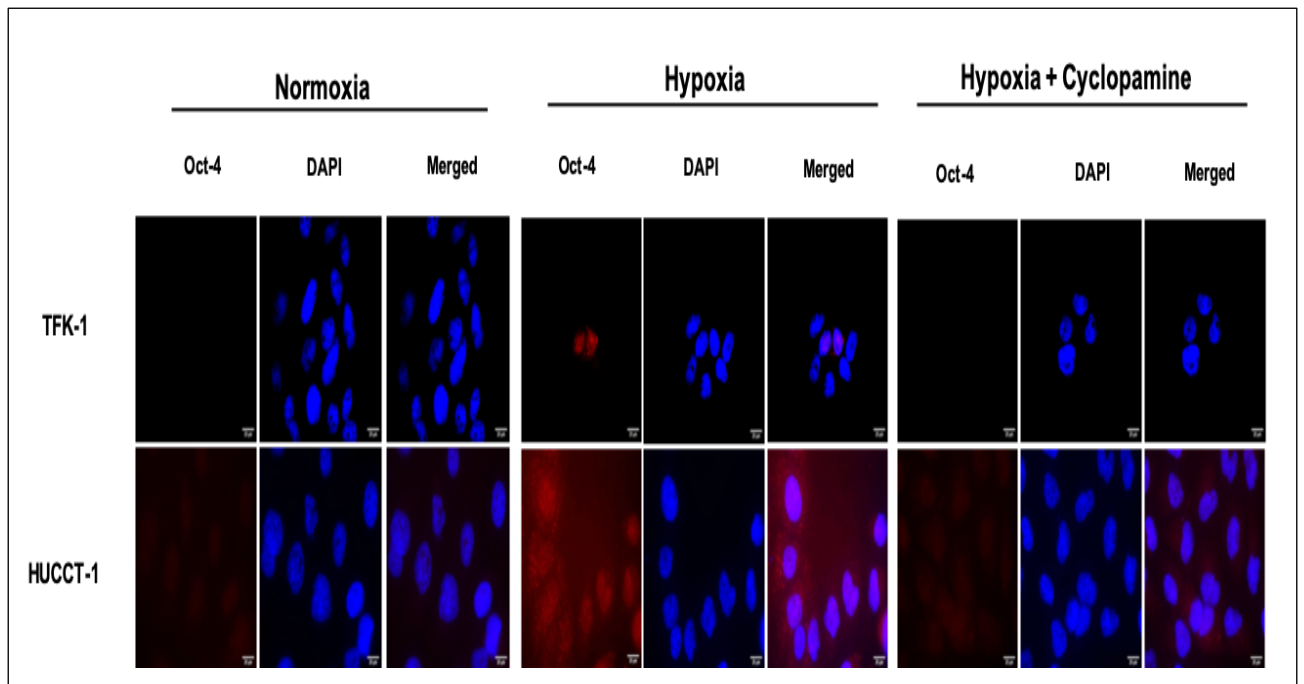 Normoxia Hypoxia Hypoxia + Cyclopamine
Oct-4 DAPI Merged Oct-4 DAPI Merged Oct-4 DAPI Merged
TFK-1
HUCCT-1